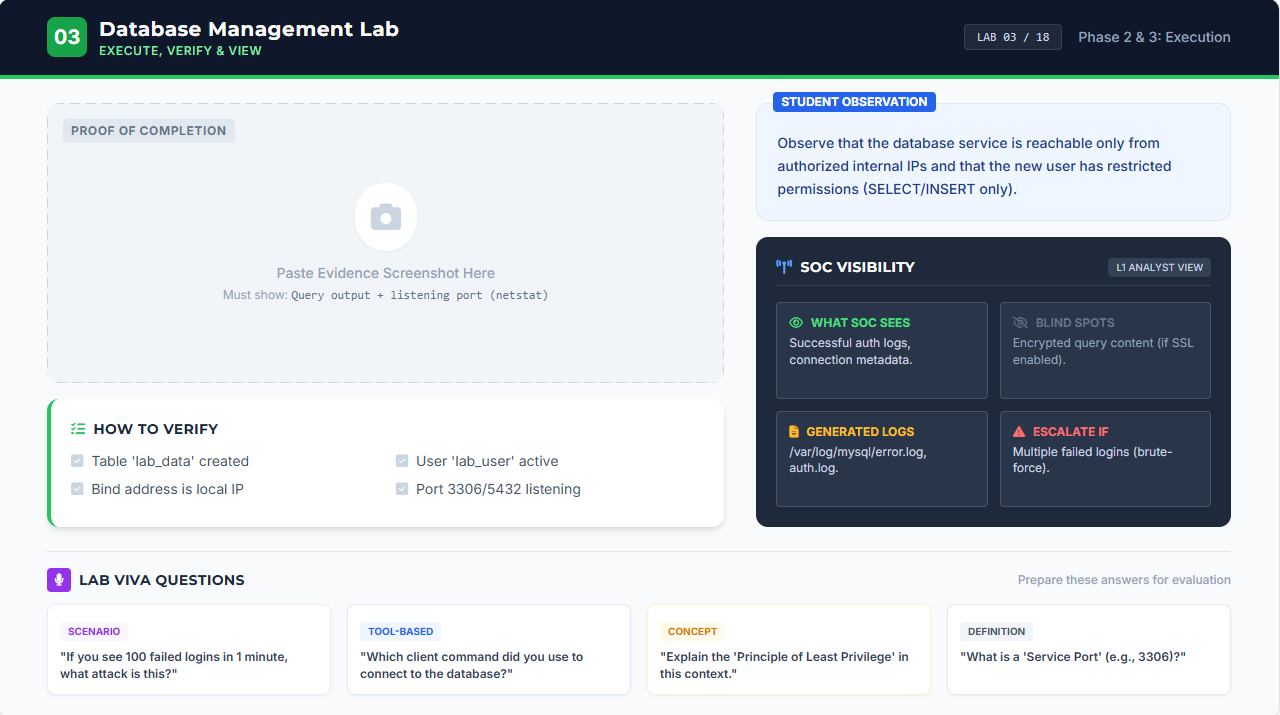 03
Database Management Lab
EXECUTE, VERIFY & VIEW
LAB 03 / 18
Phase 2 & 3: Execution
PROOF OF COMPLETION
Paste Evidence Screenshot Here
Must show: Query output + listening port (netstat)
HOW TO VERIFY
Table 'lab_data' created
User 'lab_user' active
Bind address is local IP
Port 3306/5432 listening
STUDENT OBSERVATION
Observe that the database service is reachable only from
authorized internal IPs and that the new user has restricted
permissions (SELECT/INSERT only).
SOC VISIBILITY
L1 ANALYST VIEW
WHAT SOC SEES
Successful auth logs,
connection metadata.
BLIND SPOTS
Encrypted query content (if SSL
enabled).
GENERATED LOGS
/var/log/mysql/error.log,
auth.log.
ESCALATE IF
Multiple failed logins (brute-
force).
LAB VIVA QUESTIONS
Prepare these answers for evaluation
SCENARIO
"If you see 100 failed logins in 1 minute,
what attack is this?"
TOOL-BASED
"Which client command did you use to
connect to the database?"
CONCEPT
"Explain the 'Principle of Least Privilege' in
this context."
DEFINITION
"What is a 'Service Port' (e.g., 3306)?"